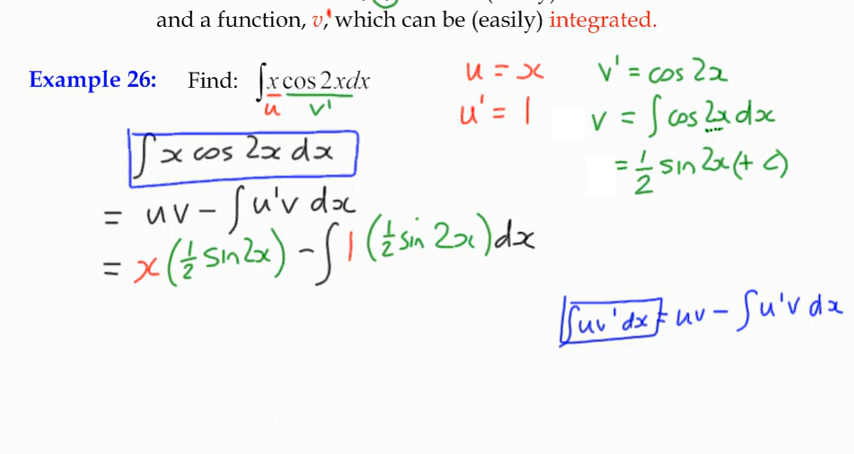 and a function, v,' which can be (easily) integrated.
Example 26: Find: ∫x cos 2xdx
u v'
u = x
u' = 1
v' = cos 2x
v = ∫ cos 2x dx
= 1/2 sin 2x (+ c)
∫ x cos 2x dx
= uv - ∫ u'v dx
= x (1/2 sin 2x) - ∫ 1 (1/2 sin 2x) dx
∫uv' dx = uv - ∫ u'v dx